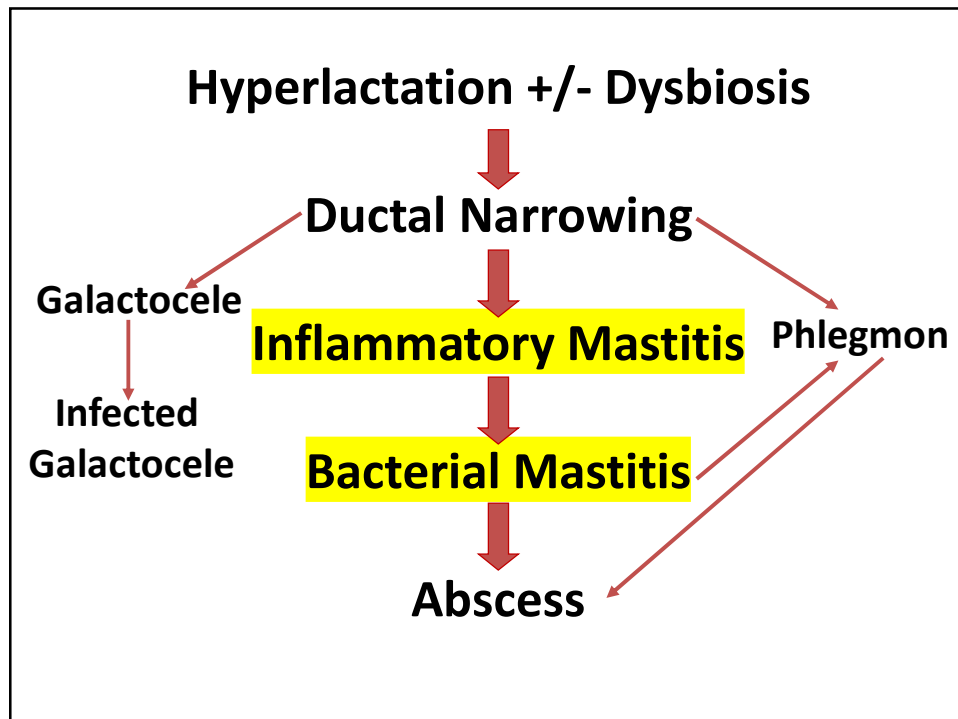 Hyperlactation +/- Dysbiosis
Ductal Narrowing
Galactocele
Inflammatory Mastitis
Phlegmon
Infected
Galactocele
Bacterial Mastitis
Abscess